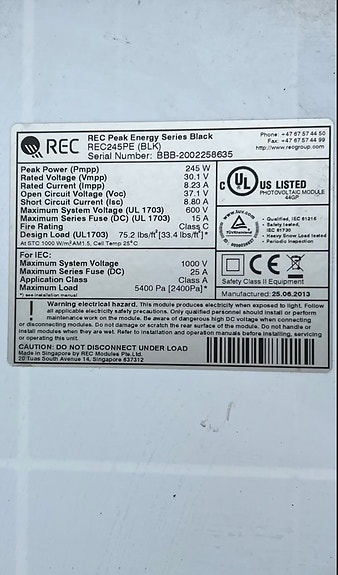 REC
REC Peak Energy Series Black
REC245PE (BLK)
Serial Number: BBB-2002258635
Phone: +47 67 57 44 50
Fax: +47 67 57 44 99
http://www.recgroup.com
Peak Power (Pmpp) 245 W
Rated Voltage (Vmpp) 30.1 V
Rated Current (Impp) 8.23 A
Open Circuit Voltage (Voc) 37.1 V
Short Circuit Current (Isc) 8.80 A
Maximum System Voltage (UL 1703) 600 V
Maximum Series Fuse (UL 1703) 15 A
Fire Rating Class C
Design Load (UL1703) 75.2 lbs/ft²[33.4 lbs/ft²]*
At STC 1000 W/m², AM1.5, Cell Temp 25°C
C UL US LISTED
PHOTOVOLTAIC MODULE
44GP
www.tuv.com
TÜVRheinland
• Qualified, IEC 61215
• Safety tested,
IEC 61730
• Heavy Snow Load tested
• Periodic Inspection
For IEC:
Maximum System Voltage 1000 V
Maximum Series Fuse (DC) 25 A
Application Class Class A
Maximum Load 5400 Pa [2400Pa]*
*) see installation manual
CE
Safety Class II Equipment
Manufactured: 25.06.2013
! Warning electrical hazard. This module produces electricity when exposed to light. Follow
all applicable electricity safety precautions. Only qualified personnel should install or perform
maintenance work on the module. Be aware of dangerous high DC voltage when connecting
or disconnecting modules. Do not damage or scratch the rear surface of the module. Do not handle or
install modules when they are wet. Refer to installation and operation manuals before installing, servicing
or operating this unit.
CAUTION: DO NOT DISCONNECT UNDER LOAD
Made in Singapore by REC Modules Pte.Ltd.
20 Tuas South Avenue 14, Singapore 637312